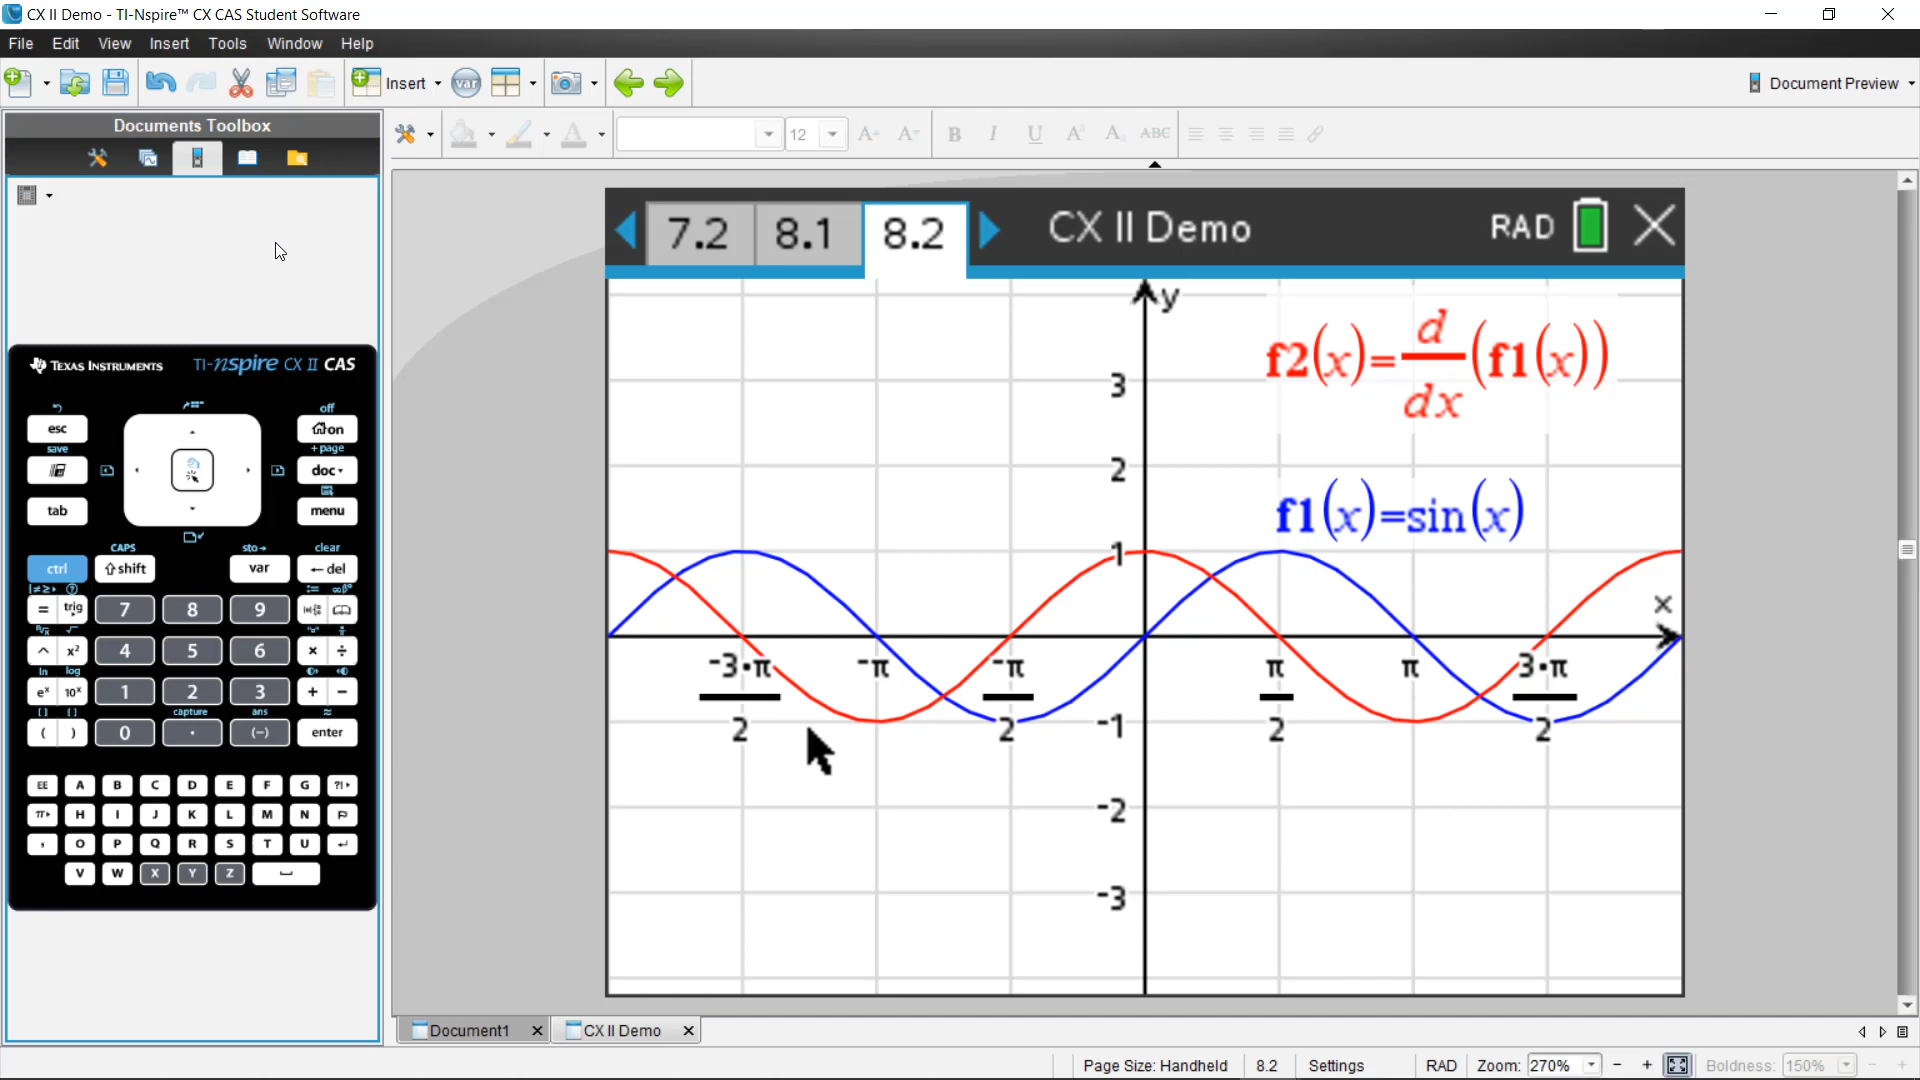 CX II Demo - TI-Nspire™ CX CAS Student Software
File Edit View Insert Tools Window Help
Insert var Document Preview
Documents Toolbox
12 A A B I U A A ABC
7.2 8.1 8.2 CX II Demo RAD
y
f2(x)=d/dx(f1(x))
3
2
f1(x)=sin(x)
1
x
-3·π/2 -π -π/2 π/2 π 3·π/2
-1
-2
-3
TEXAS INSTRUMENTS TI-nspire CX II CAS
off
esc on
save +page
doc
tab menu
CAPS sto→ clear
ctrl shift var ←del
= trig 7 8 9
^ x² 4 5 6 × ÷
ln log
eˣ 10ˣ 1 2 3 + −
[ ] { } capture ans ≈
( ) 0 . (−) enter
EE A B C D E F G ?!▸
π▸ H I J K L M N
, O P Q R S T U
V W X Y Z
Document1 CX II Demo
Page Size: Handheld 8.2 Settings RAD Zoom: 270% - + Boldness: 150% - +